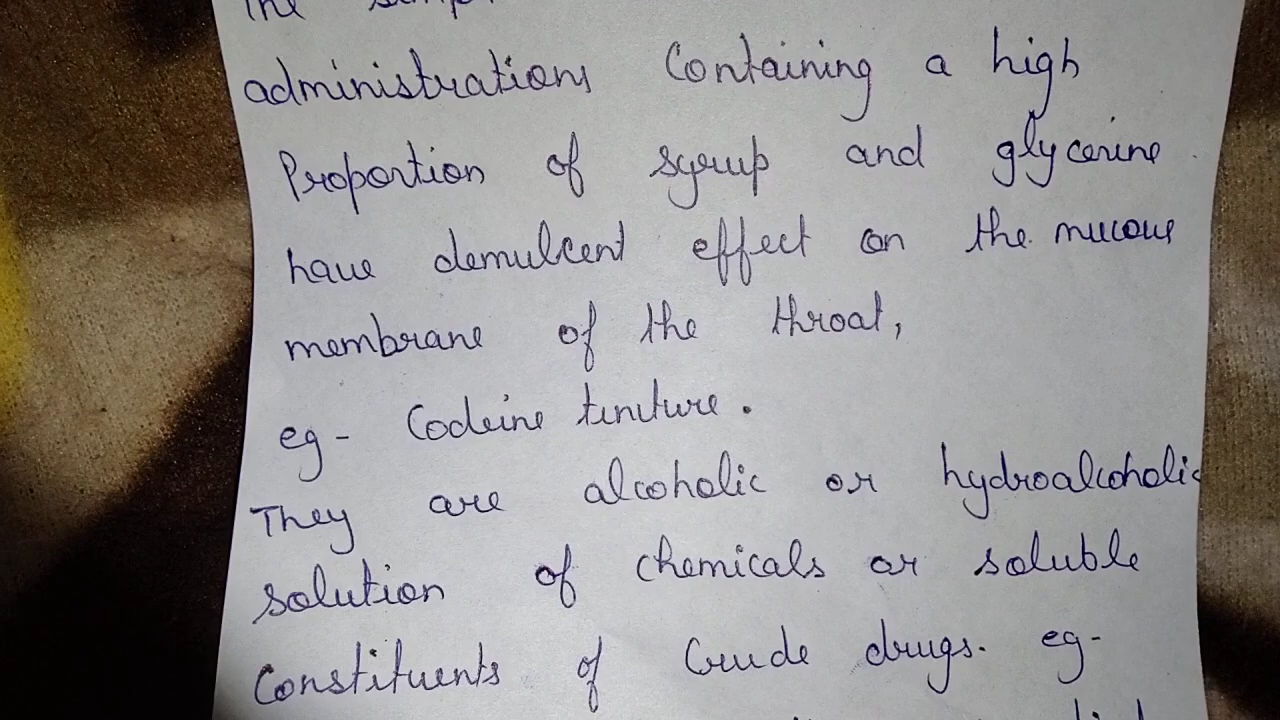 the
administrations Containing a high
Proportion of syrup and glycerine
have demulcent effect on the mucous
membrane of the throat,
eg- Codeine tincture.
They are alcoholic or hydroalcoholic
solution of chemicals or soluble
Constituents of Crude drugs. eg-